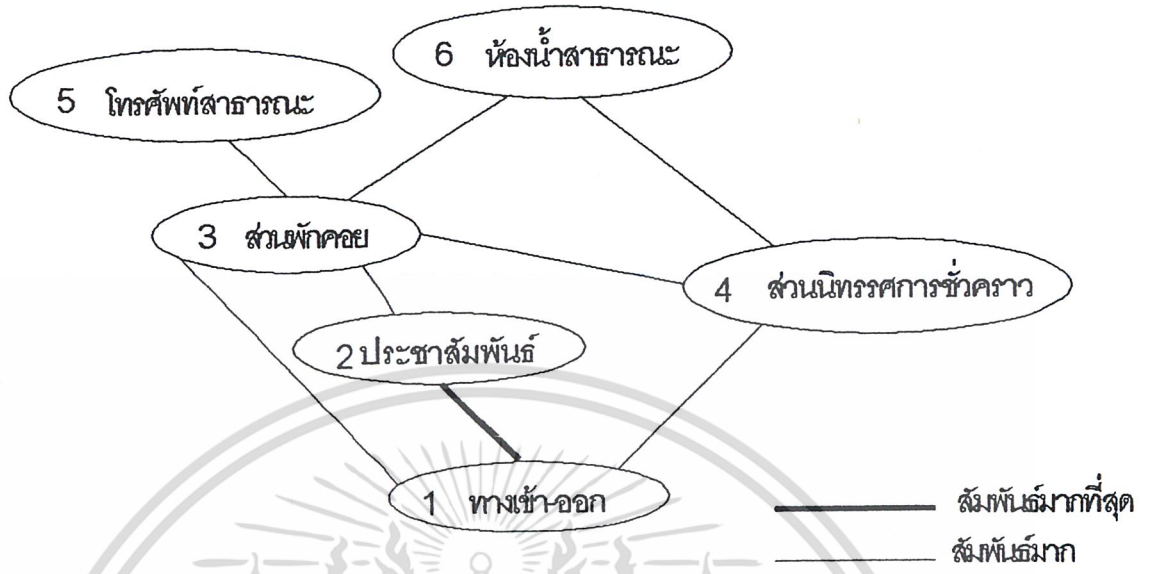 6 ห้องน้ำสาธารณะ
5 โทรศัพท์สาธารณะ
3 ส่วนพักคอย
4 ส่วนนิทรรศการชั่วคราว
2 ประชาสัมพันธ์
1 ทางเข้า-ออก
สัมพันธ์มากที่สุด
สัมพันธ์มาก